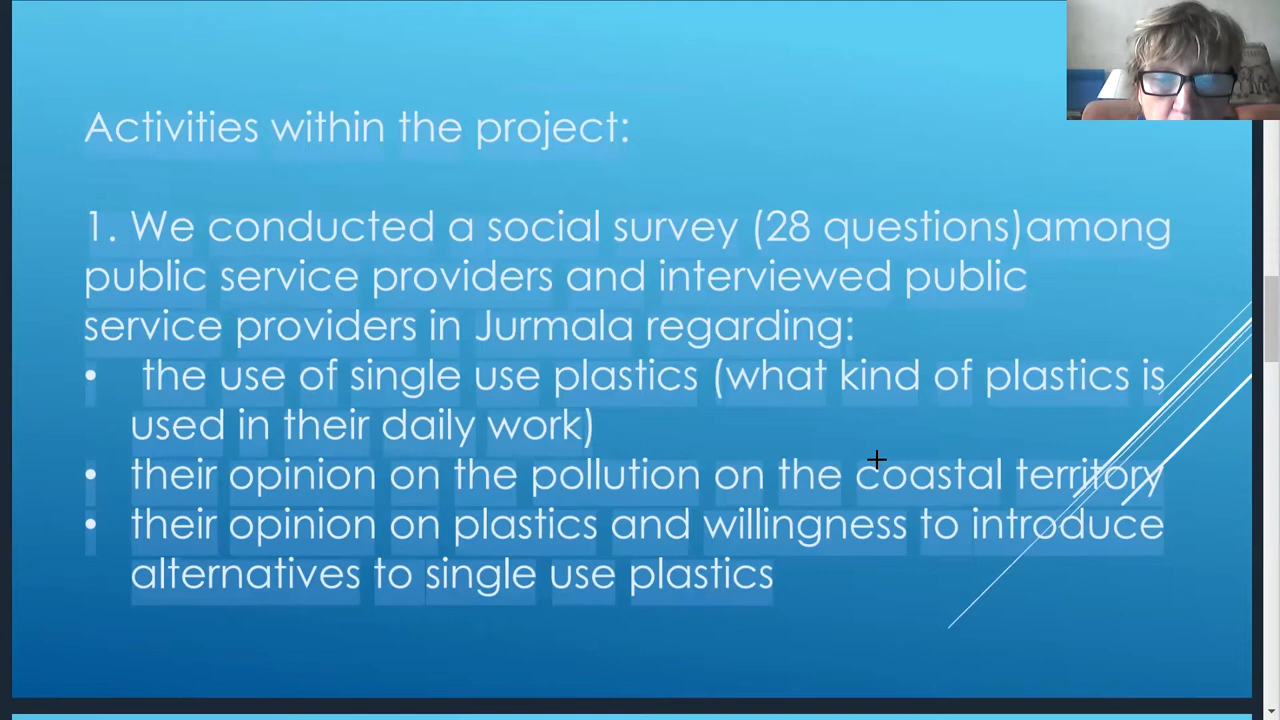 Activities within the project:
1. We conducted a social survey (28 questions)among
public service providers and interviewed public
service providers in Jurmala regarding:
• the use of single use plastics (what kind of plastics is
used in their daily work)
• their opinion on the pollution on the coastal territory
• their opinion on plastics and willingness to introduce
alternatives to single use plastics